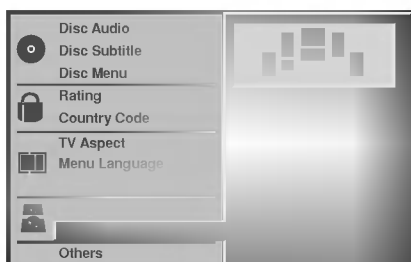 Disc Audio
Disc Subtitle
Disc Menu
Rating
Country Code
TV Aspect
Menu Language
Others